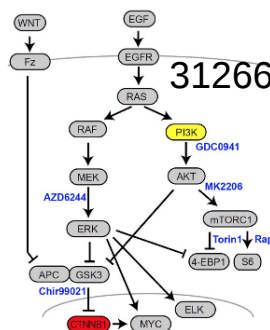 WNT
EGF
Fz
EGFR
31266
RAS
RAF
PI3K
GDC0941
MEK
AKT
AZD6244
MK2206
ERK
mTORC1
Torin1
Rap
APC
GSK3
4-EBP1
S6
Chir99021
ELK
CTNNB1
MYC